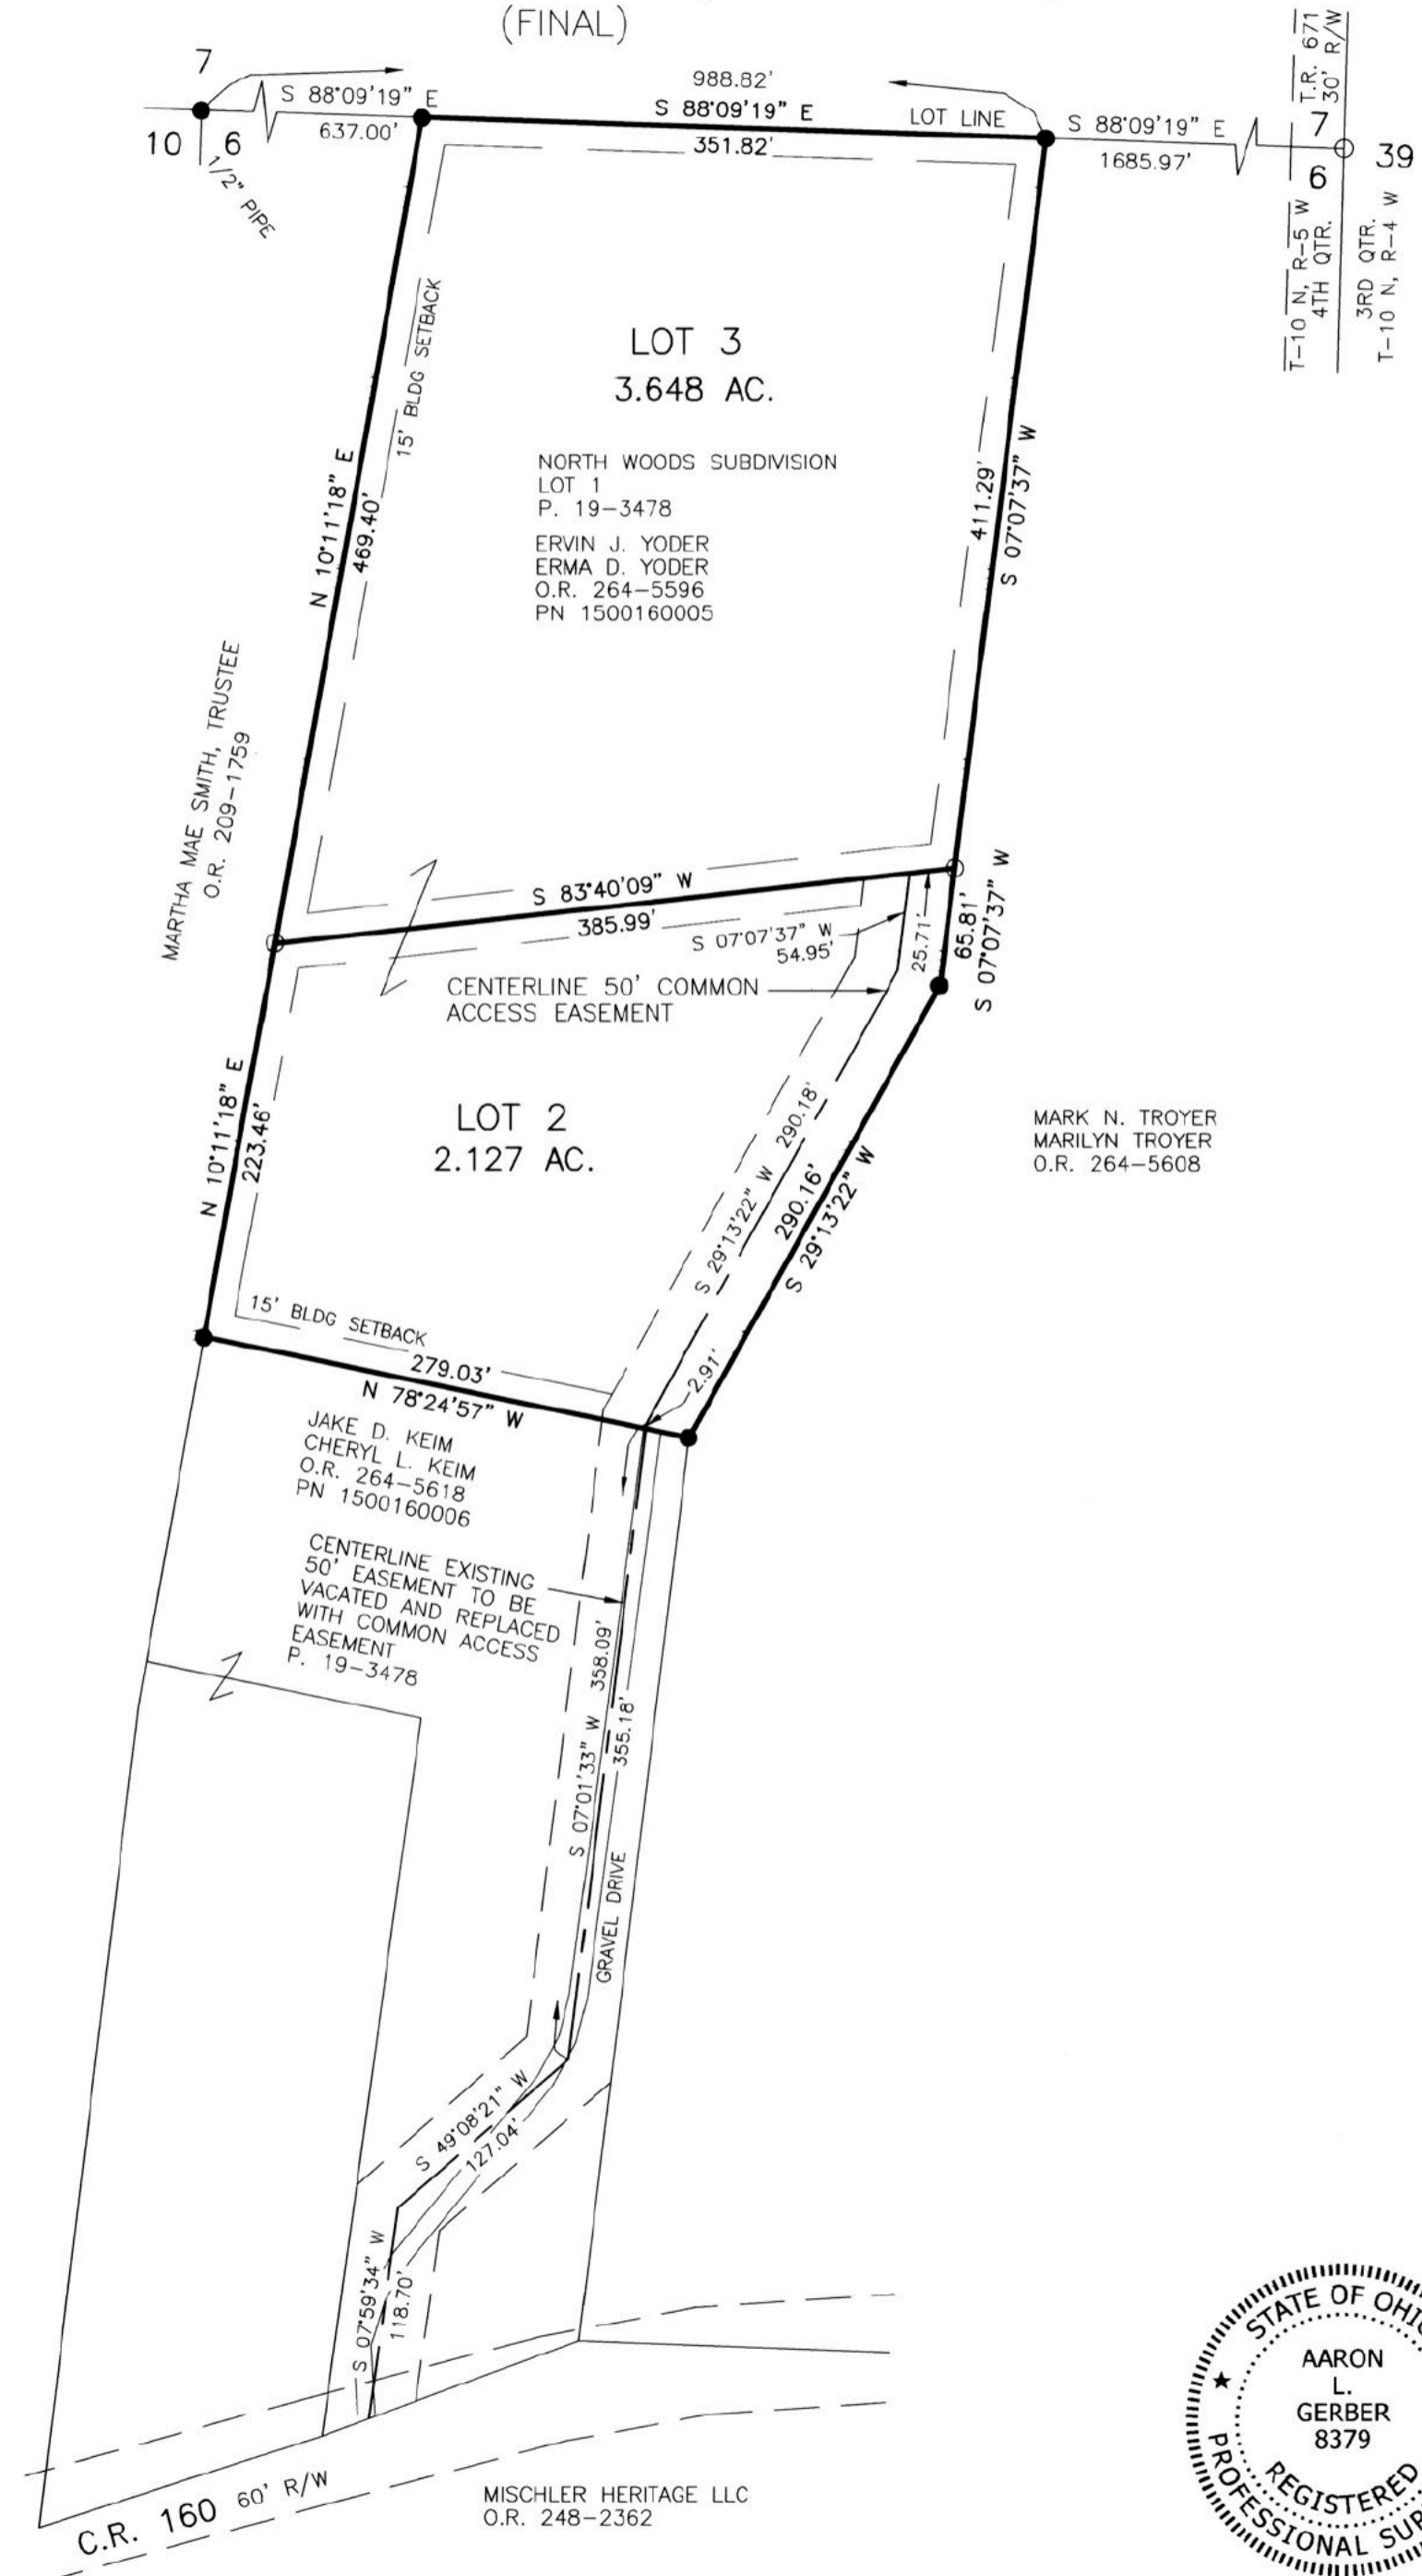 (FINAL)
7
10
6
1/2" PIPE
S 88°09'19" E
637.00'
988.82'
S 88°09'19" E
351.82'
LOT LINE
S 88°09'19" E
1685.97'
T.R. 671
30' R/W
7
6
39
T-10 N, R-5 W
4TH QTR.
3RD QTR.
T-10 N, R-4 W
15' BLDG SETBACK
LOT 3
3.648 AC.
NORTH WOODS SUBDIVISION
LOT 1
P. 19-3478
ERVIN J. YODER
ERMA D. YODER
O.R. 264-5596
PN 1500160005
N 10°11'18" E
469.40'
411.29'
S 07°07'37" W
MARTHA MAE SMITH, TRUSTEE
O.R. 209-1759
S 83°40'09" W
385.99'
S 07°07'37" W
54.95'
25.71'
65.81'
S 07°07'37" W
CENTERLINE 50' COMMON
ACCESS EASEMENT
N 10°11'18" E
223.46'
LOT 2
2.127 AC.
S 29°13'22" W 290.18'
290.16'
S 29°13'22" W
MARK N. TROYER
MARILYN TROYER
O.R. 264-5608
15' BLDG SETBACK
279.03'
N 78°24'57" W
2.91'
JAKE D. KEIM
CHERYL L. KEIM
O.R. 264-5618
PN 1500160006
CENTERLINE EXISTING
50' EASEMENT TO BE
VACATED AND REPLACED
WITH COMMON ACCESS
EASEMENT
P. 19-3478
S 07°01'33" W 358.09'
355.18'
GRAVEL DRIVE
S 49°08'21" W
127.04'
S 07°59'34" W
118.70'
C.R. 160 60' R/W
MISCHLER HERITAGE LLC
O.R. 248-2362
STATE OF OHIO
AARON
L.
GERBER
8379
REGISTERED
PROFESSIONAL SUR